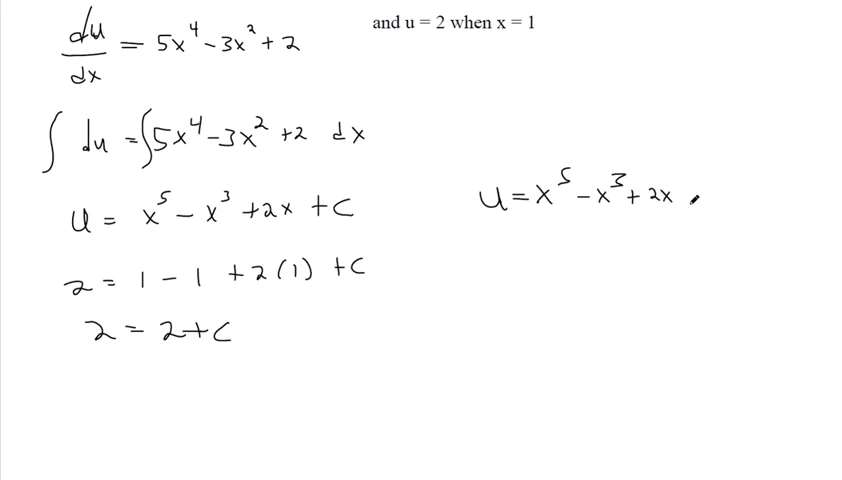 du/dx = 5x⁴ - 3x² + 2
and u = 2 when x = 1
∫ du = ∫5x⁴ - 3x² + 2 dx
u = x⁵ - x³ + 2x + C
u = x⁵ - x³ + 2x
2 = 1 - 1 + 2(1) + C
2 = 2 + C